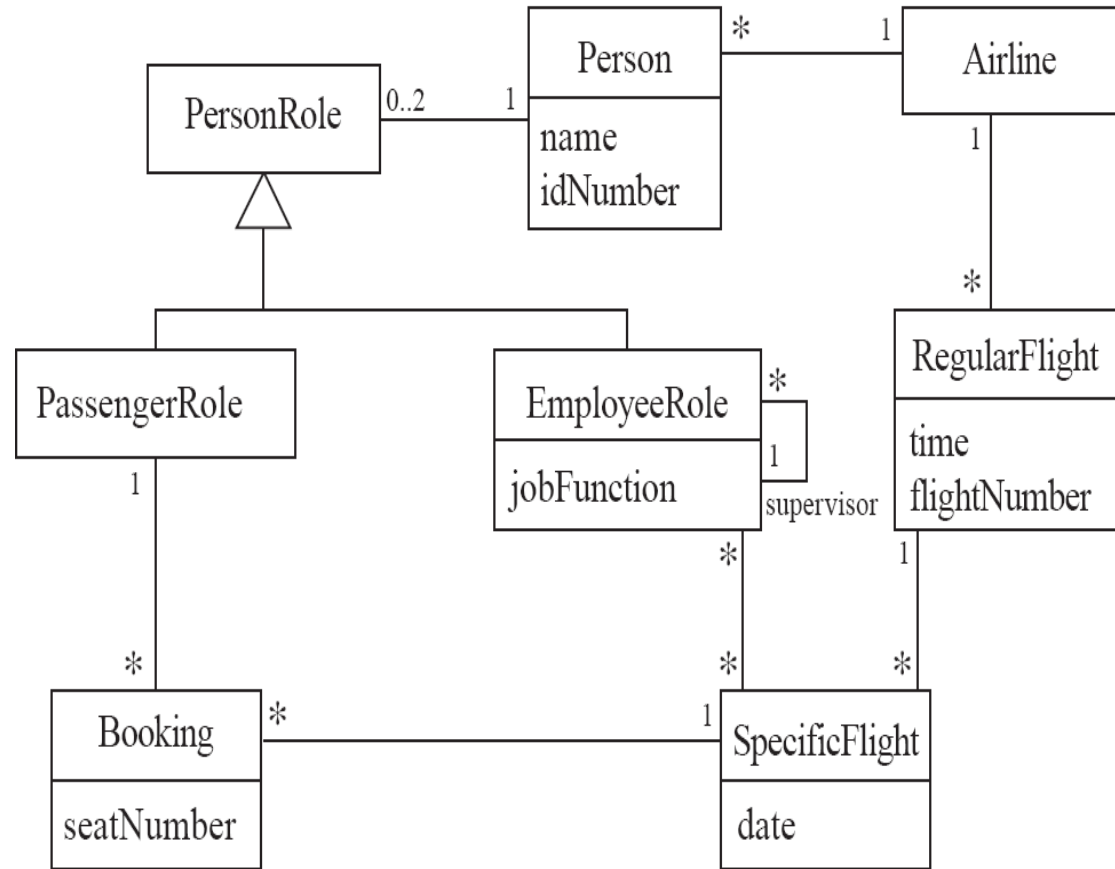 Person
name
idNumber
* 1
Airline
PersonRole
0..2 1
1
*
PassengerRole
1
*
EmployeeRole
jobFunction
*
1
supervisor
*
*
RegularFlight
time
flightNumber
1
*
Booking
seatNumber
* 1
SpecificFlight
date